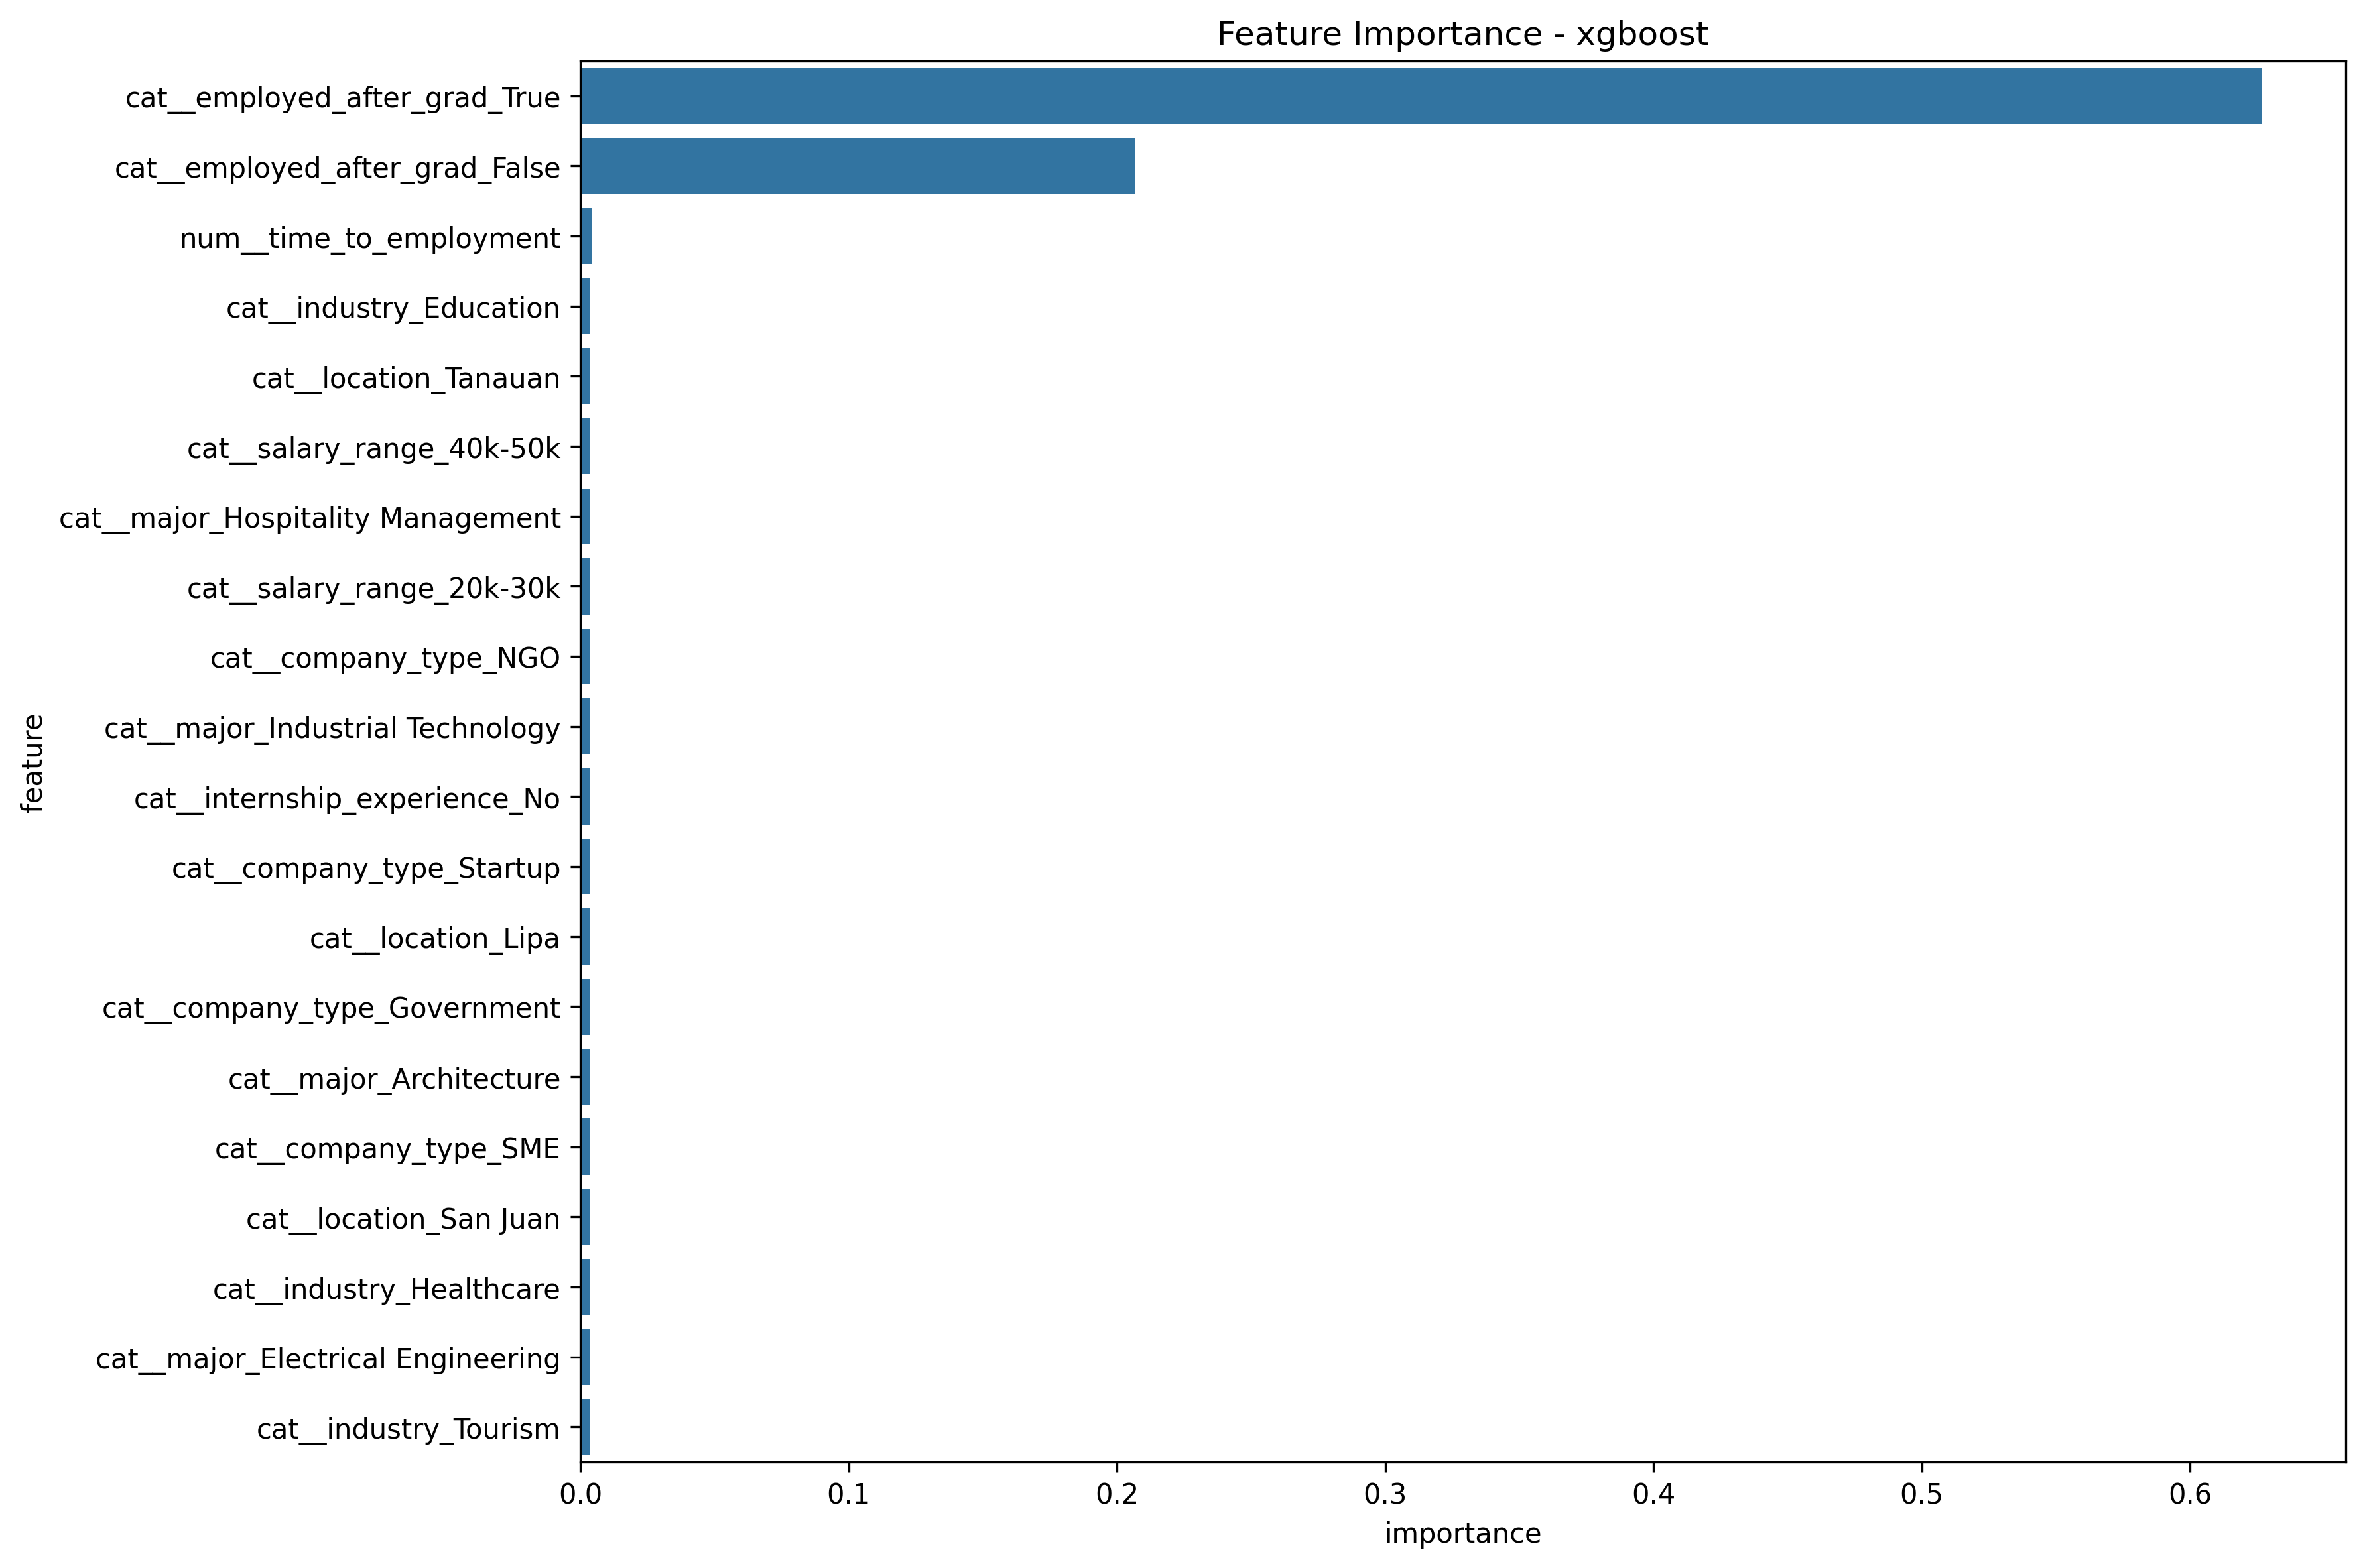 Feature Importance - xgboost
cat__employed_after_grad_True
cat__employed_after_grad_False
num__time_to_employment
cat__industry_Education
cat__location_Tanauan
cat__salary_range_40k-50k
cat__major_Hospitality Management
cat__salary_range_20k-30k
cat__company_type_NGO
cat__major_Industrial Technology
cat__internship_experience_No
cat__company_type_Startup
cat__location_Lipa
cat__company_type_Government
cat__major_Architecture
cat__company_type_SME
cat__location_San Juan
cat__industry_Healthcare
cat__major_Electrical Engineering
cat__industry_Tourism
feature
0.0 0.1 0.2 0.3 0.4 0.5 0.6
importance